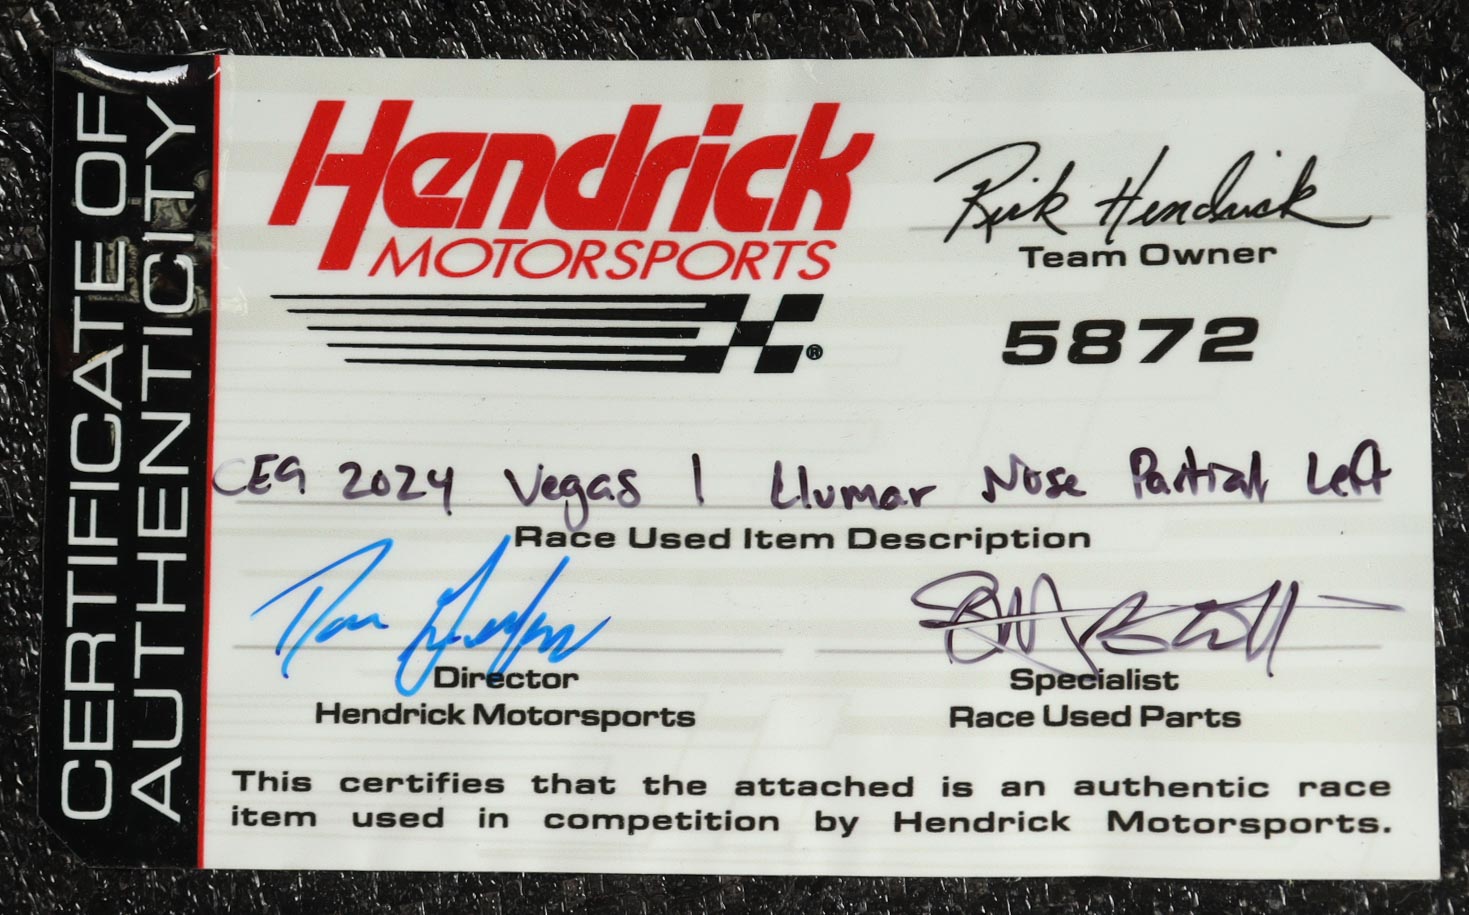 CERTIFICATE OF
AUTHENTICITY
Hendrick
MOTORSPORTS
®
Rick Hendrick
Team Owner
5872
CE9 2024 Vegas 1 Llumar Nose Partial Left
Race Used Item Description
Director
Hendrick Motorsports
Specialist
Race Used Parts
This certifies that the attached is an authentic race
item used in competition by Hendrick Motorsports.